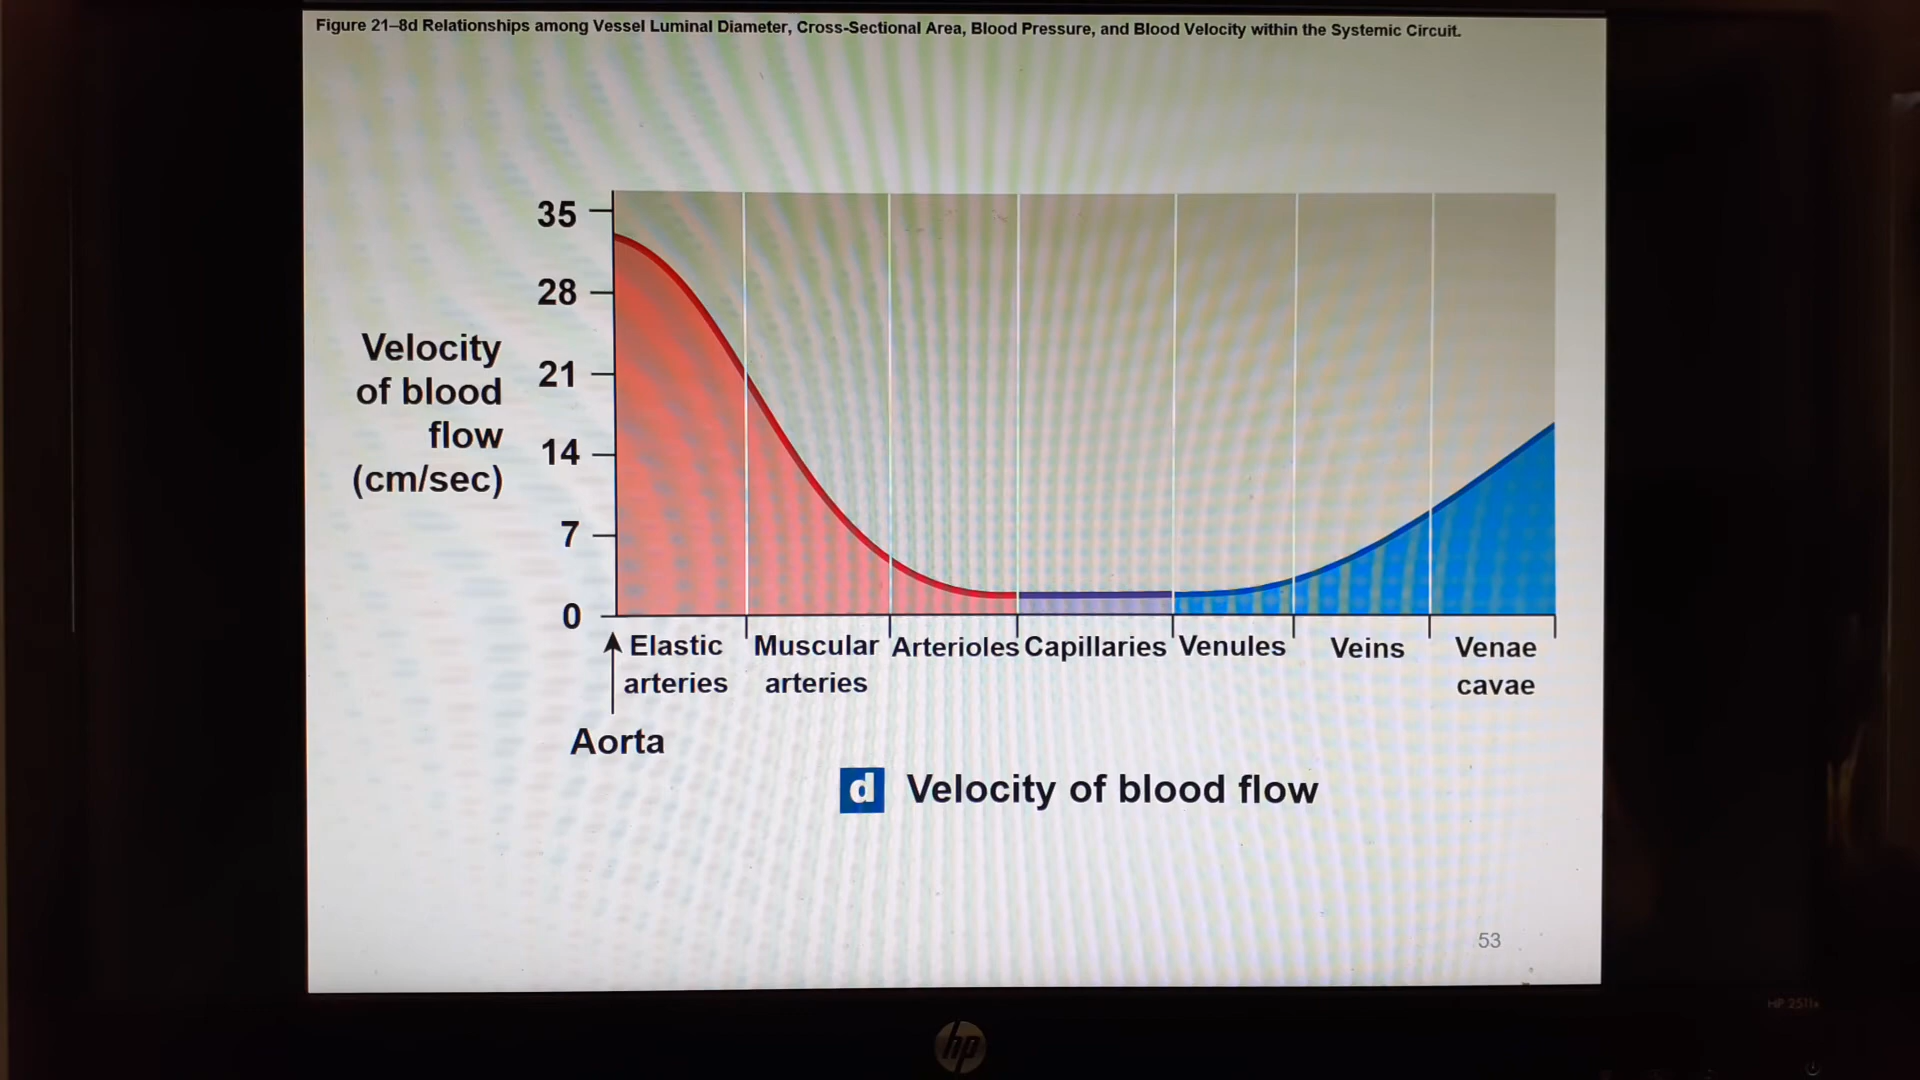 Figure 21–8d Relationships among Vessel Luminal Diameter, Cross-Sectional Area, Blood Pressure, and Blood Velocity within the Systemic Circuit.
35
28
21
14
7
0
Velocity
of blood
flow
(cm/sec)
Elastic
arteries
Muscular
arteries
Arterioles
Capillaries
Venules
Veins
Venae
cavae
Aorta
d Velocity of blood flow
53
HP 2511x
hp